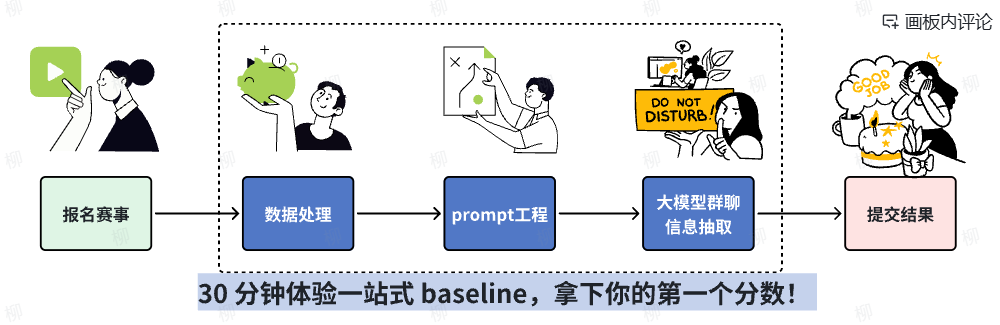 画板内评论
DO NOT
DISTURB!
GOOD
JOB
报名赛事
数据处理
prompt工程
大模型群聊
信息抽取
提交结果
30 分钟体验一站式 baseline，拿下你的第一个分数！
柳